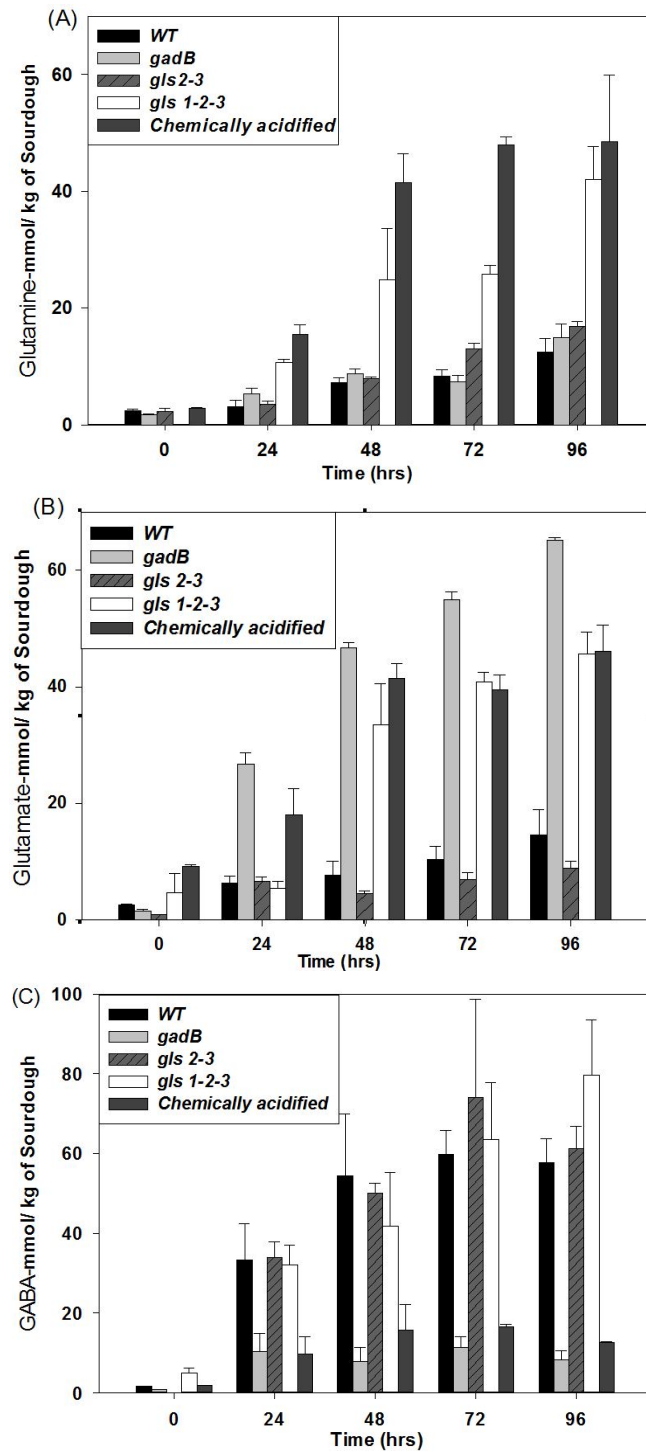 (A)
WT
gadB
gls2-3
gls 1-2-3
Chemically acidified
Glutamine-mmol/ kg of Sourdough
60
40
20
0
0 24 48 72 96
Time (hrs)
(B)
WT
gadB
gls 2-3
gls 1-2-3
Chemically acidified
Glutamate-mmol/ kg of Sourdough
60
40
20
0
0 24 48 72 96
Time (hrs)
(C)
WT
gadB
gls 2-3
gls 1-2-3
Chemically acidified
GABA-mmol/ kg of Sourdough
100
80
60
40
20
0
0 24 48 72 96
Time (hrs)